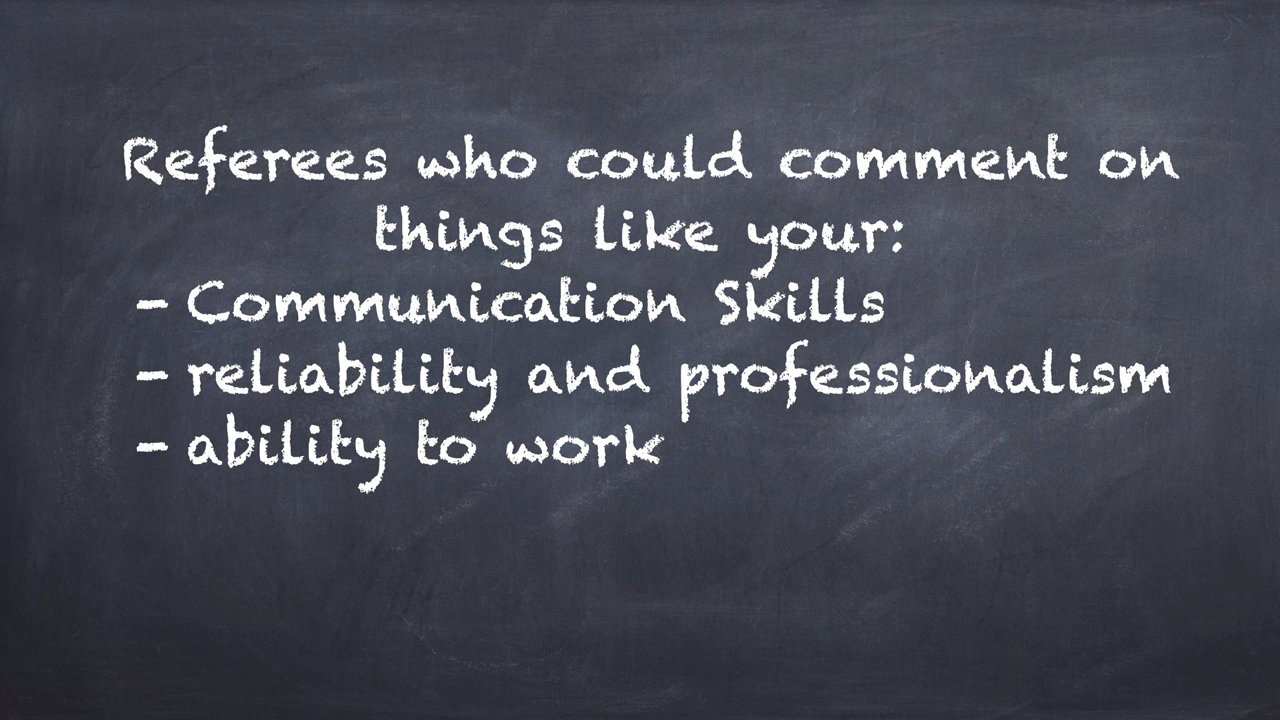 Referees who could comment on
things like your:
- Communication Skills
- reliability and professionalism
- ability to work